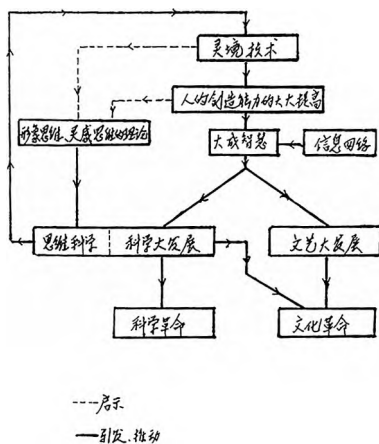 灵境技术
人的创造能力的大大提高
形象思维、灵感思维的理论
大成智慧
信息网络
思维科学
科学大发展
文艺大发展
科学革命
文化革命
启示
引发、推动